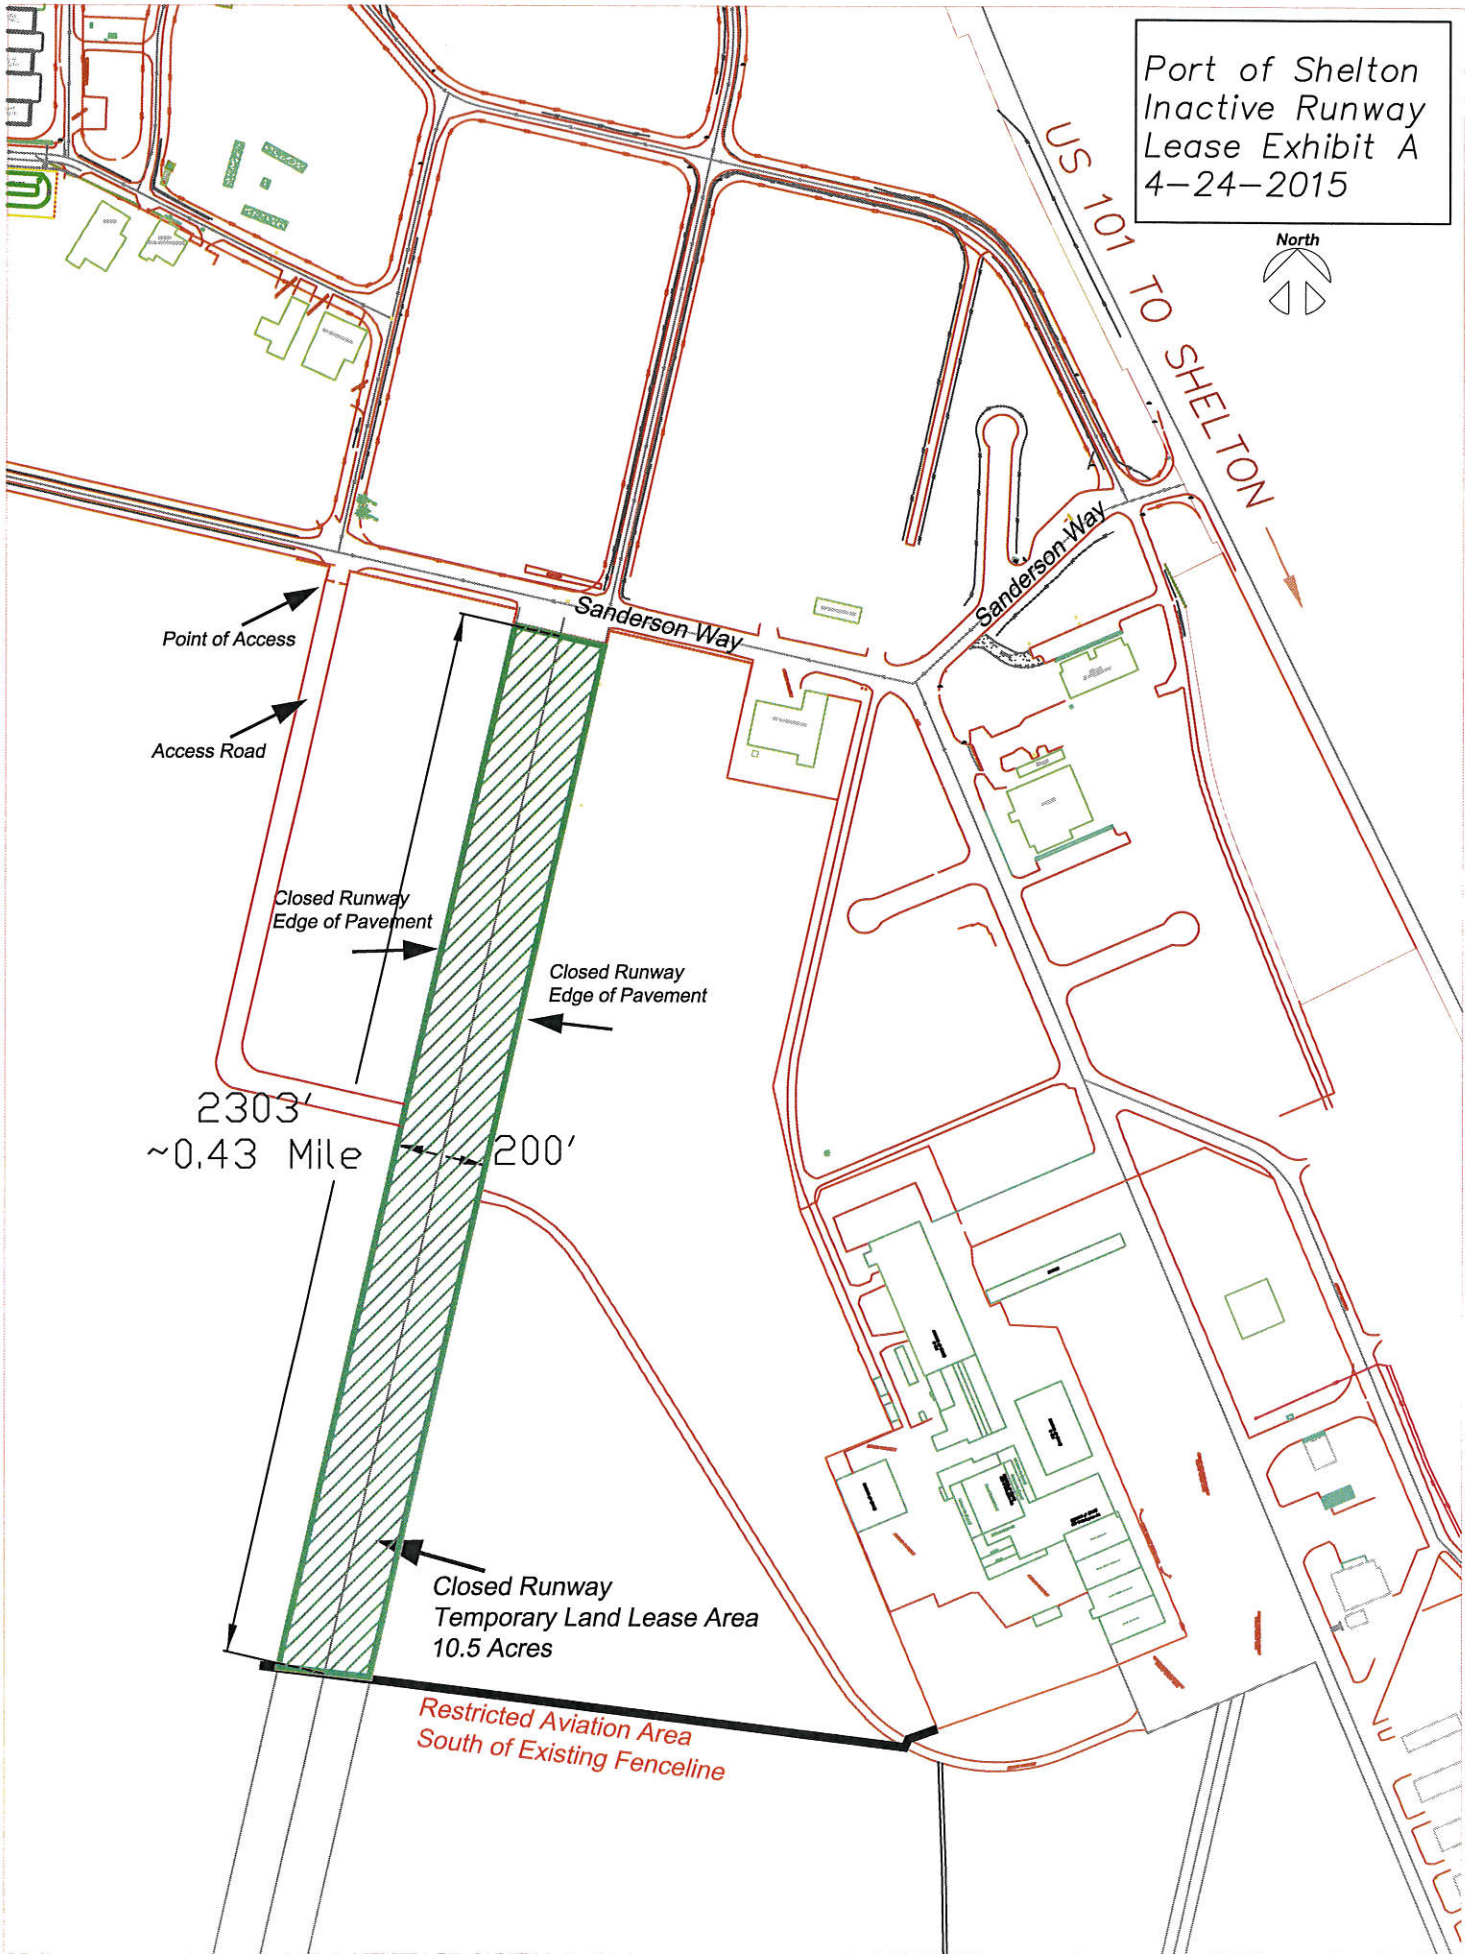 Port of Shelton
Inactive Runway
Lease Exhibit A
4-24-2015
North
US 101 TO SHELTON
Sanderson Way
Sanderson Way
Point of Access
Access Road
Closed Runway
Edge of Pavement
Closed Runway
Edge of Pavement
2303'
~0.43 Mile
200'
Closed Runway
Temporary Land Lease Area
10.5 Acres
Restricted Aviation Area
South of Existing Fenceline